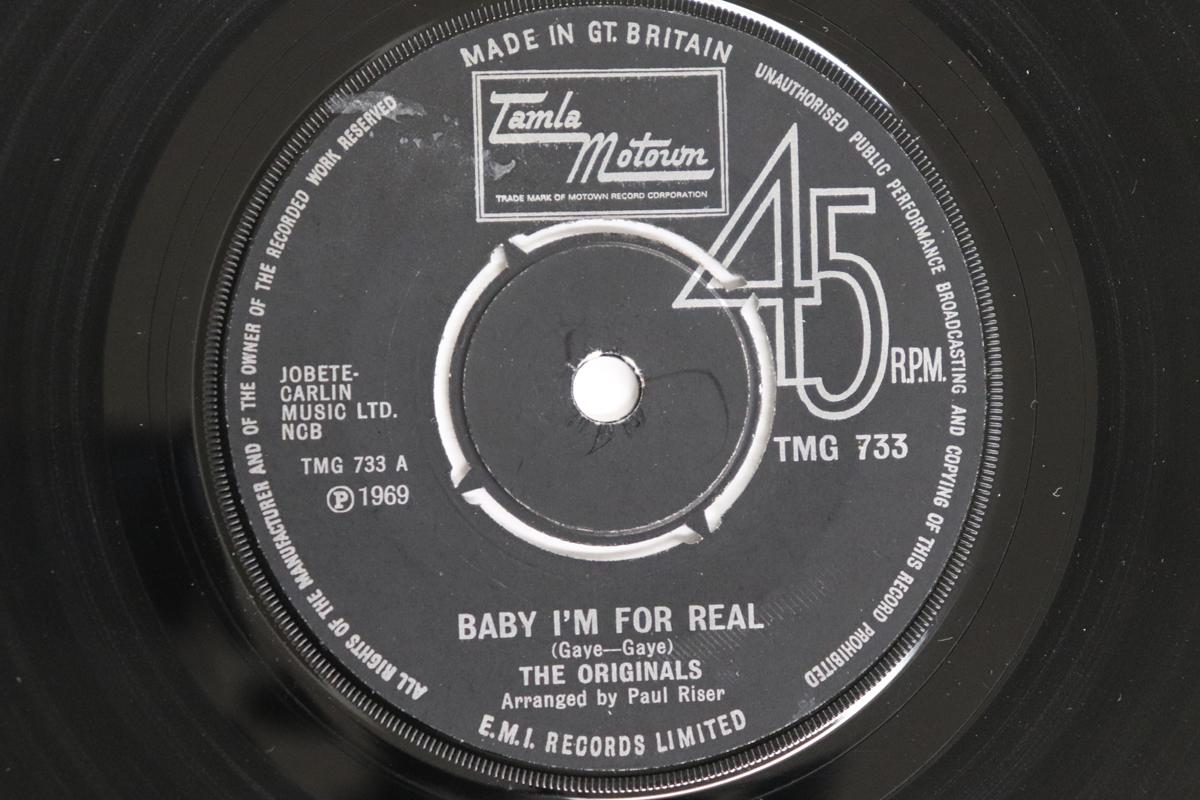 MADE IN GT. BRITAIN
Tamla
Motown
TRADE MARK OF MOTOWN RECORD CORPORATION
UNAUTHORISED PUBLIC PERFORMANCE BROADCASTING AND COPYING OF THIS RECORD PROHIBITED
ALL RIGHTS OF THE MANUFACTURER AND OF THE OWNER OF THE RECORDED WORK RESERVED
45 R.P.M.
JOBETE-
CARLIN
MUSIC LTD.
NCB
TMG 733
TMG 733 A
Ⓟ 1969
BABY I'M FOR REAL
(Gaye—Gaye)
THE ORIGINALS
Arranged by Paul Riser
E.M.I. RECORDS LIMITED